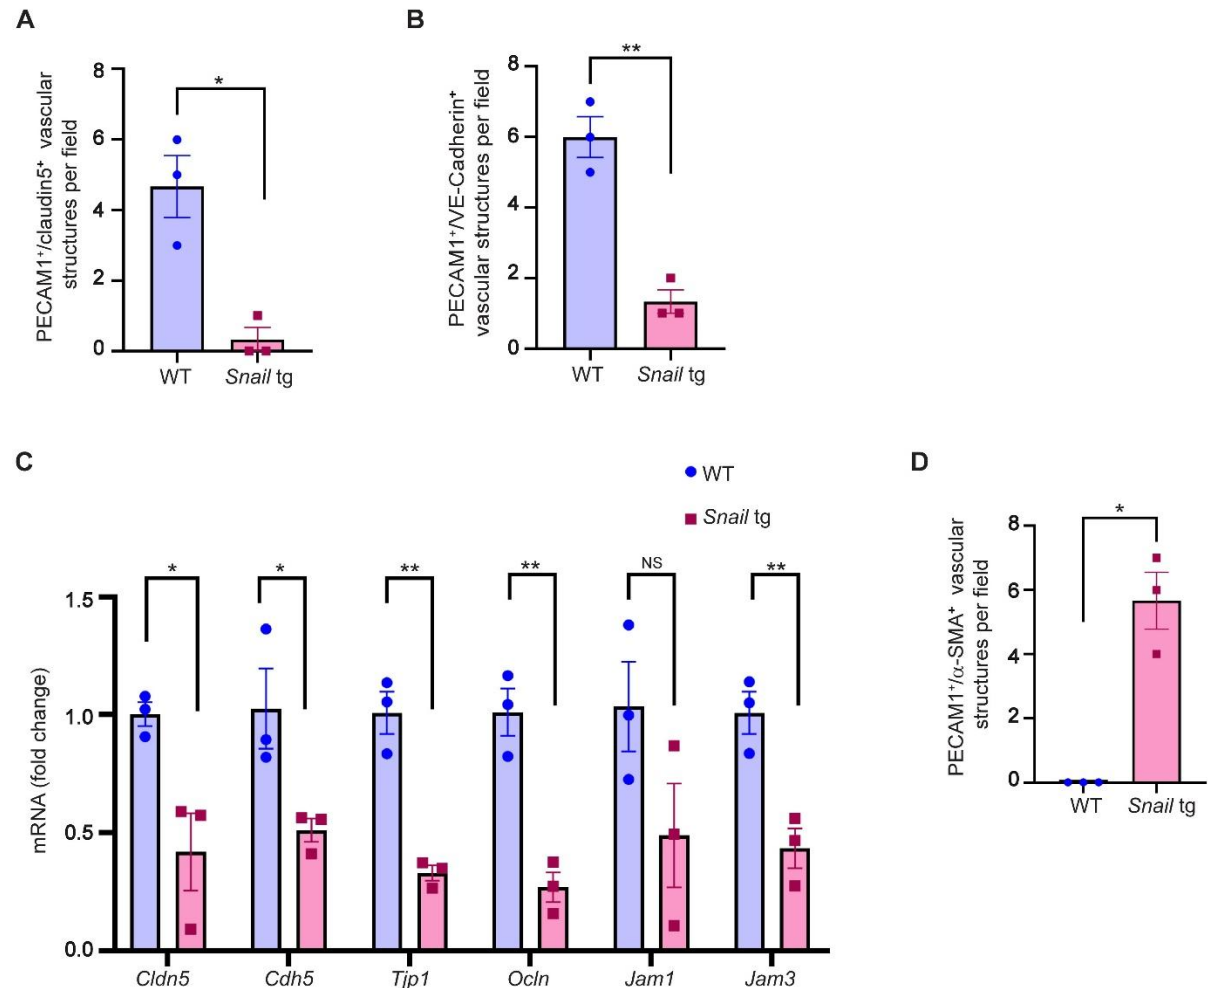 A
PECAM1⁺/claudin5⁺ vascular
structures per field
8
6
4
2
0
*
WT
Snail tg
B
PECAM1⁺/VE-Cadherin⁺
vascular structures per field
8
6
4
2
0
**
WT
Snail tg
C
WT
Snail tg
mRNA (fold change)
1.5
1.0
0.5
0.0
*
*
**
**
NS
**
Cldn5
Cdh5
Tjp1
Ocln
Jam1
Jam3
D
PECAM1⁺/α-SMA⁺ vascular
structures per field
8
6
4
2
0
*
WT
Snail tg